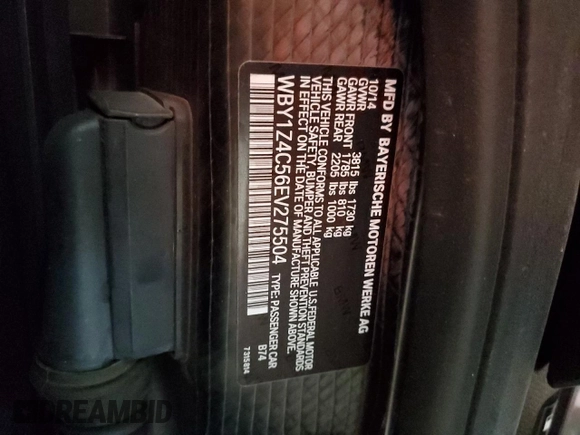 MFD BY BAYERISCHE MOTOREN WERKE AG
10/14
GVWR 3815 lbs 1730 kg
GAWR FRONT 1785 lbs 810 kg
GAWR REAR 2205 lbs 1000 kg
THIS VEHICLE CONFORMS TO ALL APPLICABLE U.S.FEDERAL MOTOR
VEHICLE SAFETY, BUMPER AND THEFT PREVENTION STANDARDS
IN EFFECT ON THE DATE OF MANUFACTURE SHOWN ABOVE.
WBY1Z4C56EV275504 TYPE: PASSENGER CAR
B74
7 315 814
DREAMBID